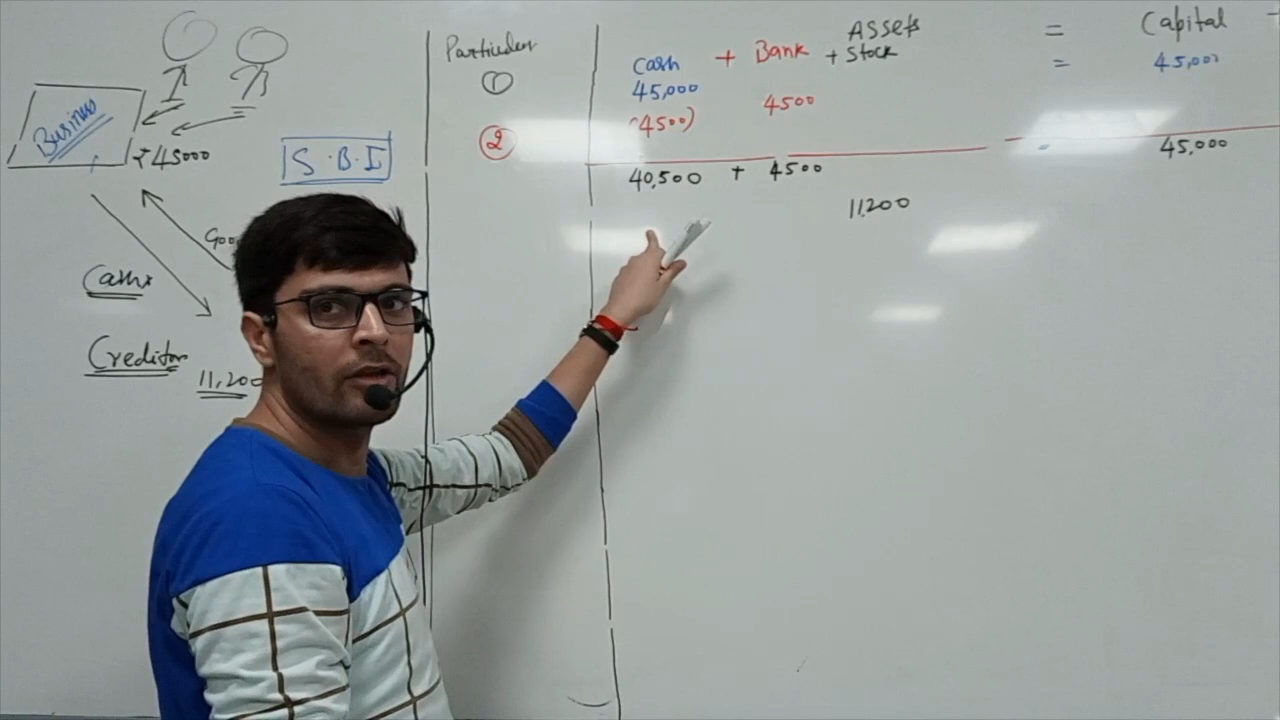 Business
₹ 45000
S.B.I
Goo
Cash x
Creditor
11,200
Particulars
Assets = Capital +
Cash + Bank + Stock = 45,000
① 45,000
② (4500) 4500
40,500 + 4500 = 45,000
11,200